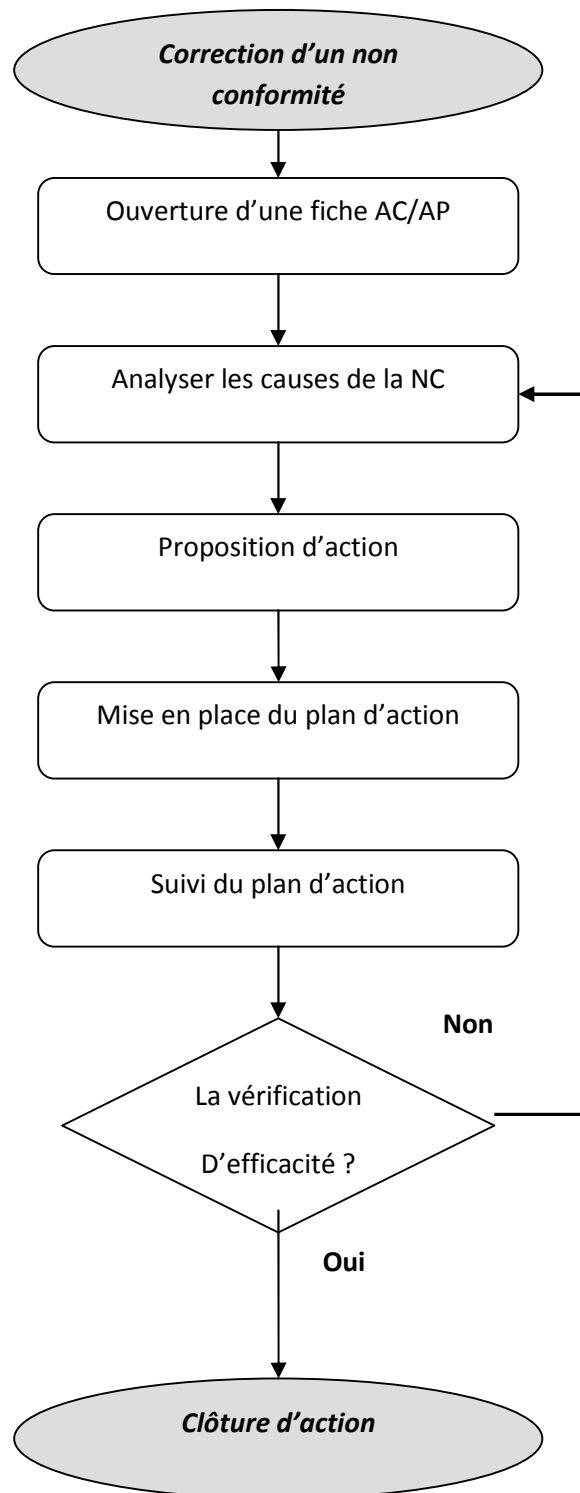 Correction d’un non
conformité
Ouverture d’une fiche AC/AP
Analyser les causes de la NC
Proposition d’action
Mise en place du plan d’action
Suivi du plan d’action
Non
La vérification
D’efficacité ?
Oui
Clôture d’action